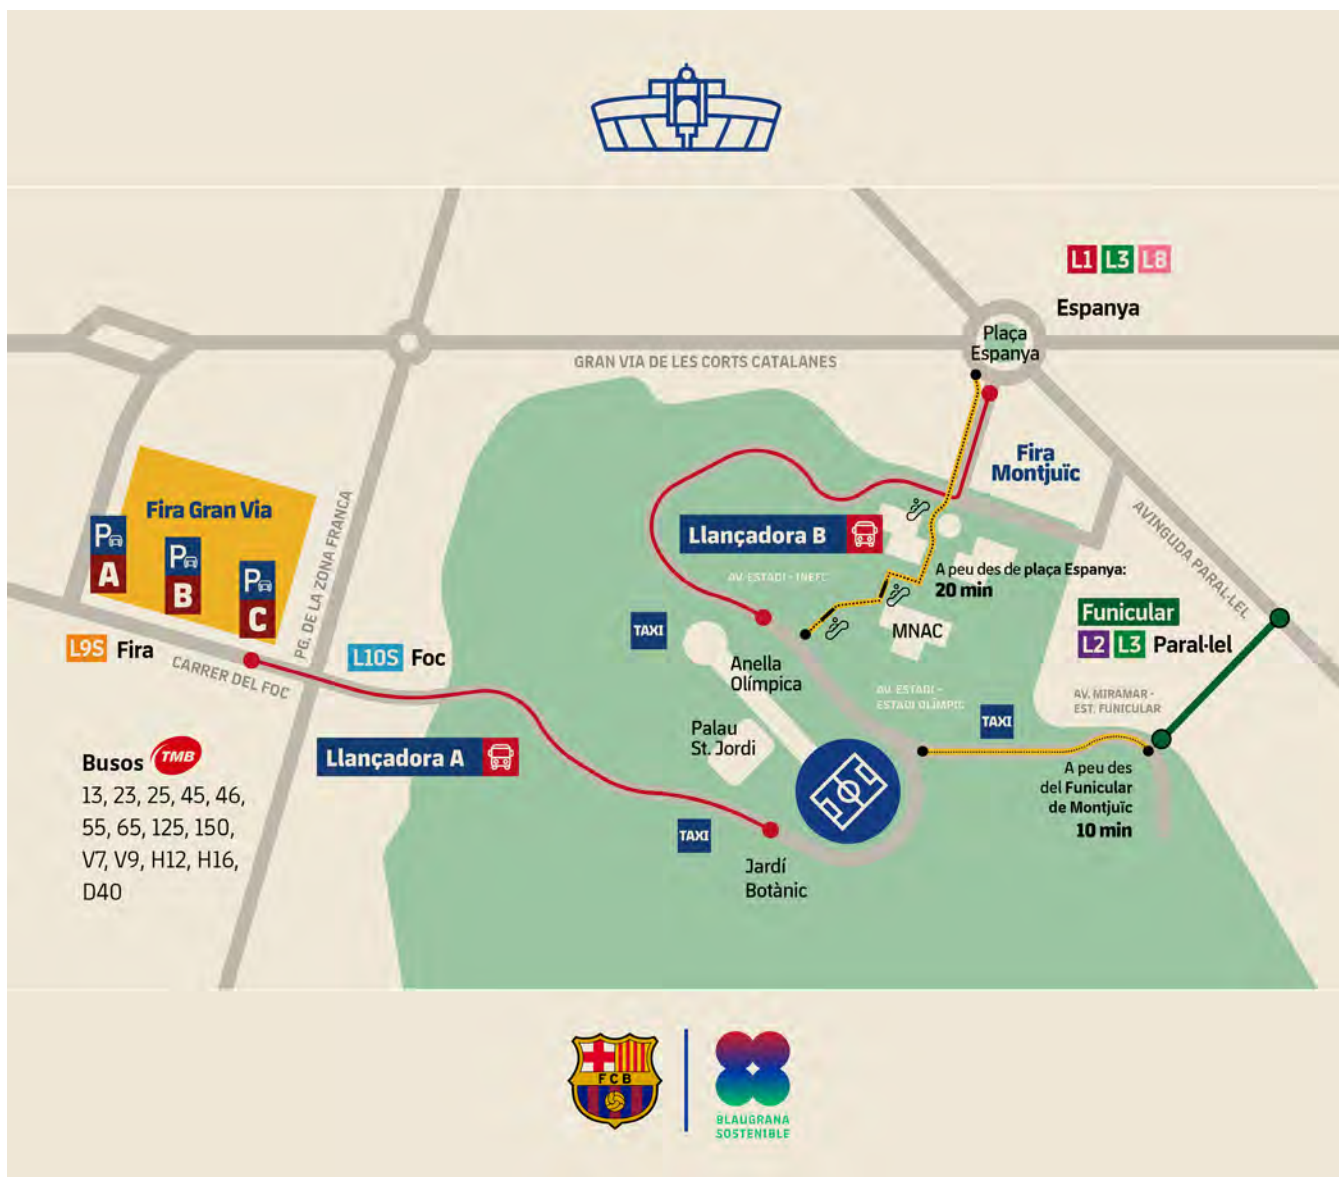 L1 L3 L8
Espanya
Plaça
Espanya
GRAN VIA DE LES CORTS CATALANES
Fira
Montjuïc
AVINGUDA PARAL·LEL
Fira Gran Via
P
A
P
B
P
C
PG. DE LA ZONA FRANCA
Llançadora B
AV. ESTADI - INEFC
A peu des de plaça Espanya:
20 min
Funicular
L2 L3 Paral·lel
TAXI
MNAC
L9S Fira
CARRER DEL FOC
L10S Foc
Anella
Olímpica
AV. ESTADI -
ESTADI OLÍMPIC
AV. MIRAMAR -
EST. FUNICULAR
TAXI
Palau
St. Jordi
Llançadora A
Busos TMB
13, 23, 25, 45, 46,
55, 65, 125, 150,
V7, V9, H12, H16,
D40
A peu des
del Funicular
de Montjuïc
10 min
TAXI
Jardí
Botànic
FCB
BLAUGRANA
SOSTENIBLE